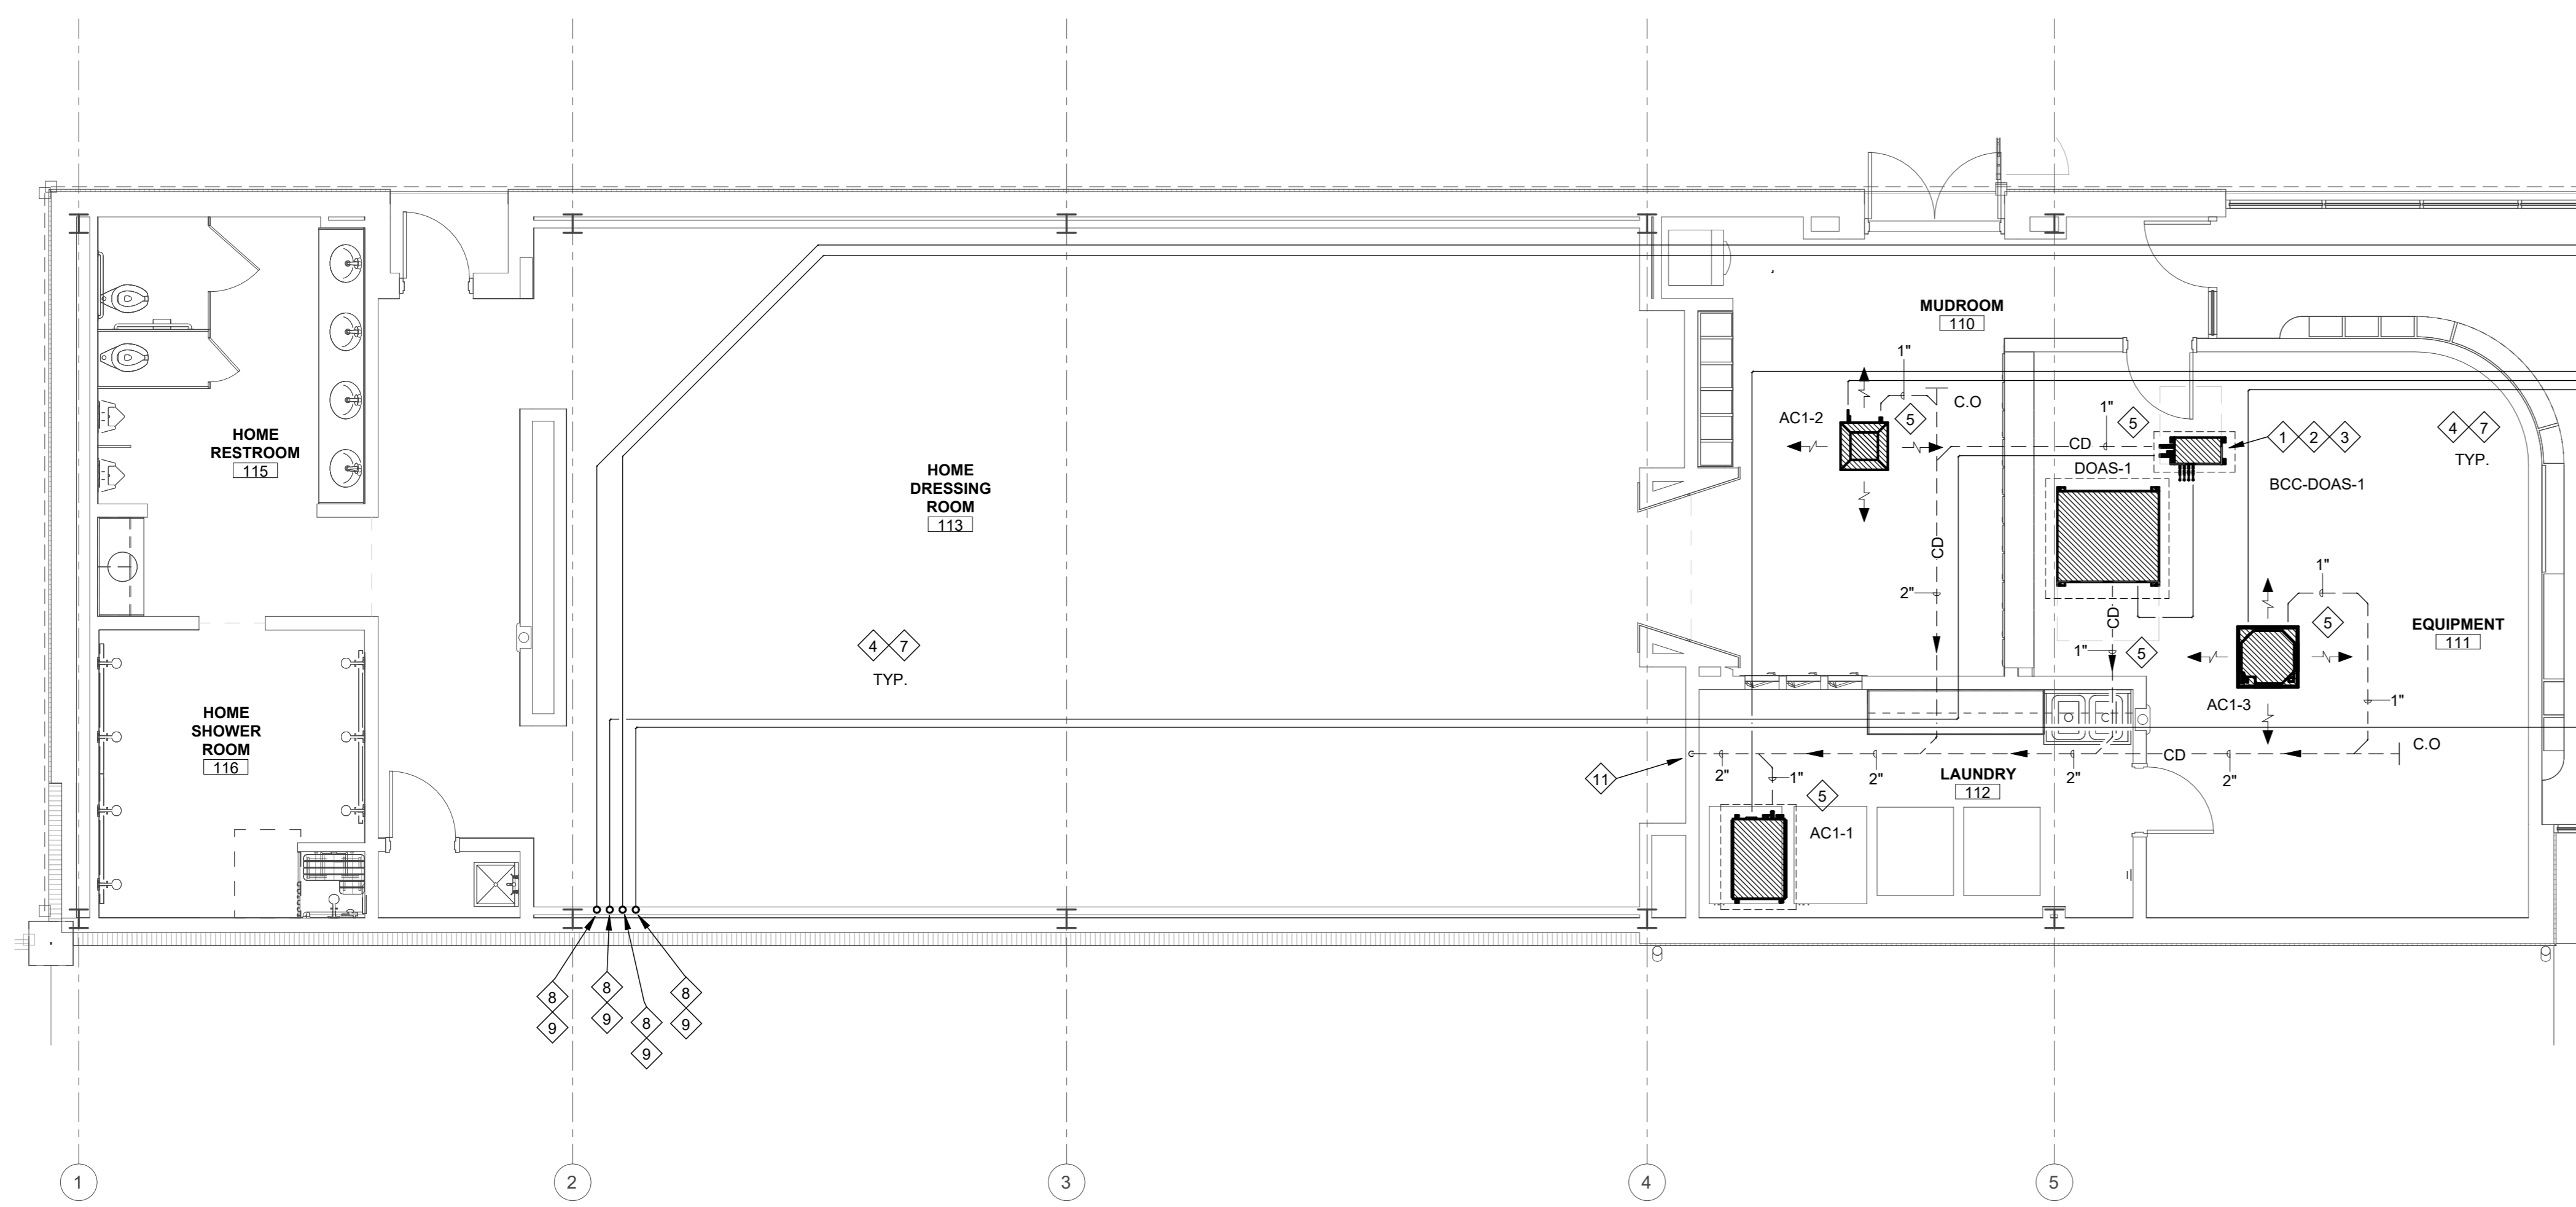 MUDROOM
110
1"
C.O
AC1-2
5
1"
5
CD
1 2 3
4 7
TYP.
HOME
RESTROOM
115
HOME
DRESSING
ROOM
113
DOAS-1
BCC-DOAS-1
CD
2"
CD
1"
5
1"
5
EQUIPMENT
111
4 7
TYP.
1"
AC1-3
HOME
SHOWER
ROOM
116
C.O
CD
11
2"
1"
2"
2"
2"
LAUNDRY
112
5
AC1-1
8
9
8
9
8
9
8
9
1
2
3
4
5